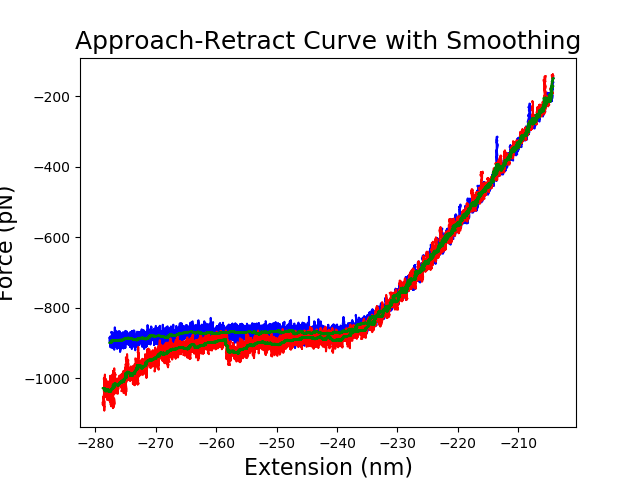 Approach-Retract Curve with Smoothing
Force (pN)
−200
−400
−600
−800
−1000
−280 −270 −260 −250 −240 −230 −220 −210
Extension (nm)